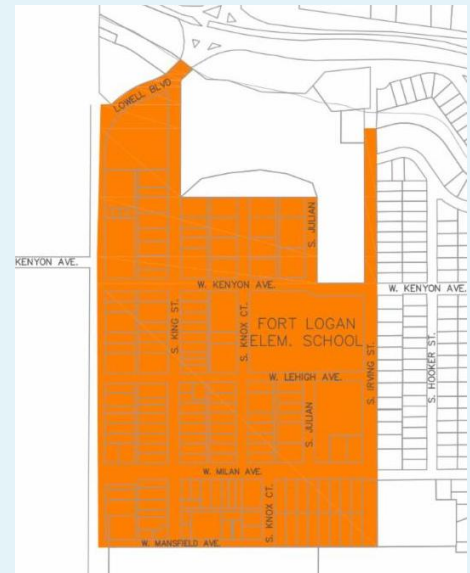 LOWELL BLVD
S. JULIAN
KENYON AVE.
W. KENYON AVE.
W. KENYON AVE.
S. KING ST.
S. KNOX CT.
FORT LOGAN
ELEM. SCHOOL
S. IRVING ST.
S. HOOKER ST.
W. LEHIGH AVE.
S. JULIAN
W. MILAN AVE.
S. KNOX CT.
W. MANSFIELD AVE.